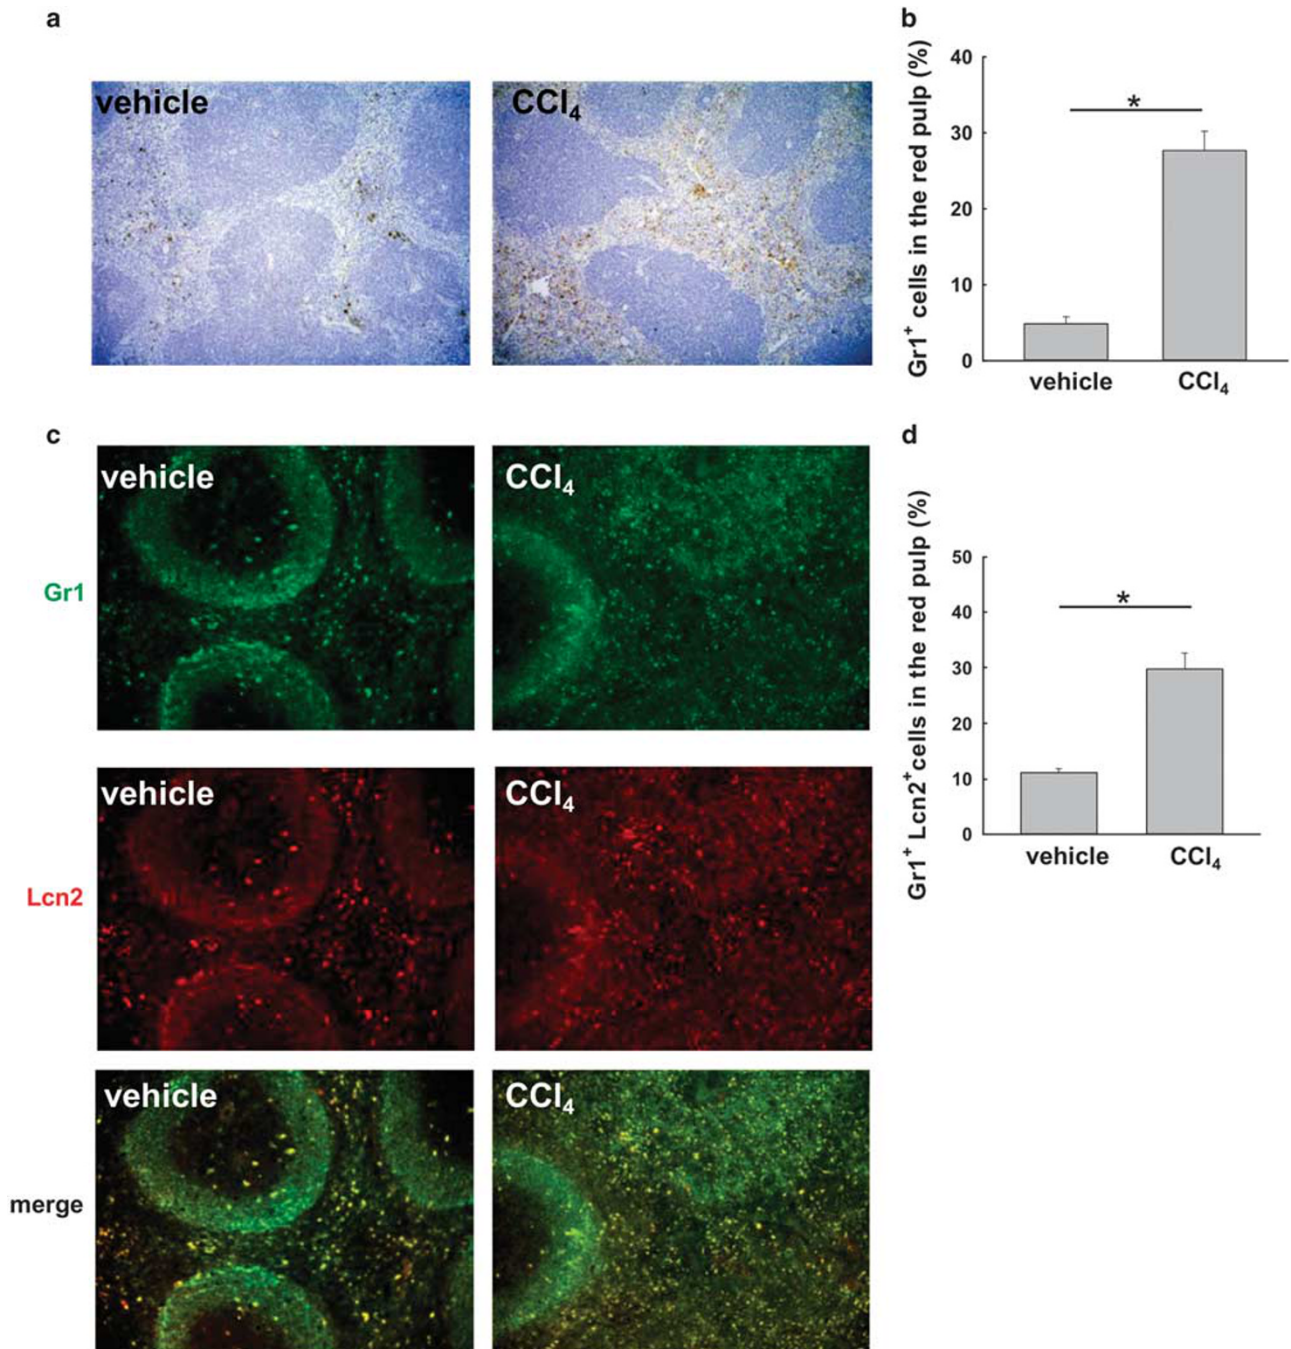 a
vehicle
CCl4
b
Gr1+ cells in the red pulp (%)
40
30
20
10
0
*
vehicle
CCl4
c
Gr1
vehicle
CCl4
Lcn2
vehicle
CCl4
merge
vehicle
CCl4
d
Gr1+ Lcn2+cells in the red pulp (%)
50
40
30
20
10
0
*
vehicle
CCl4